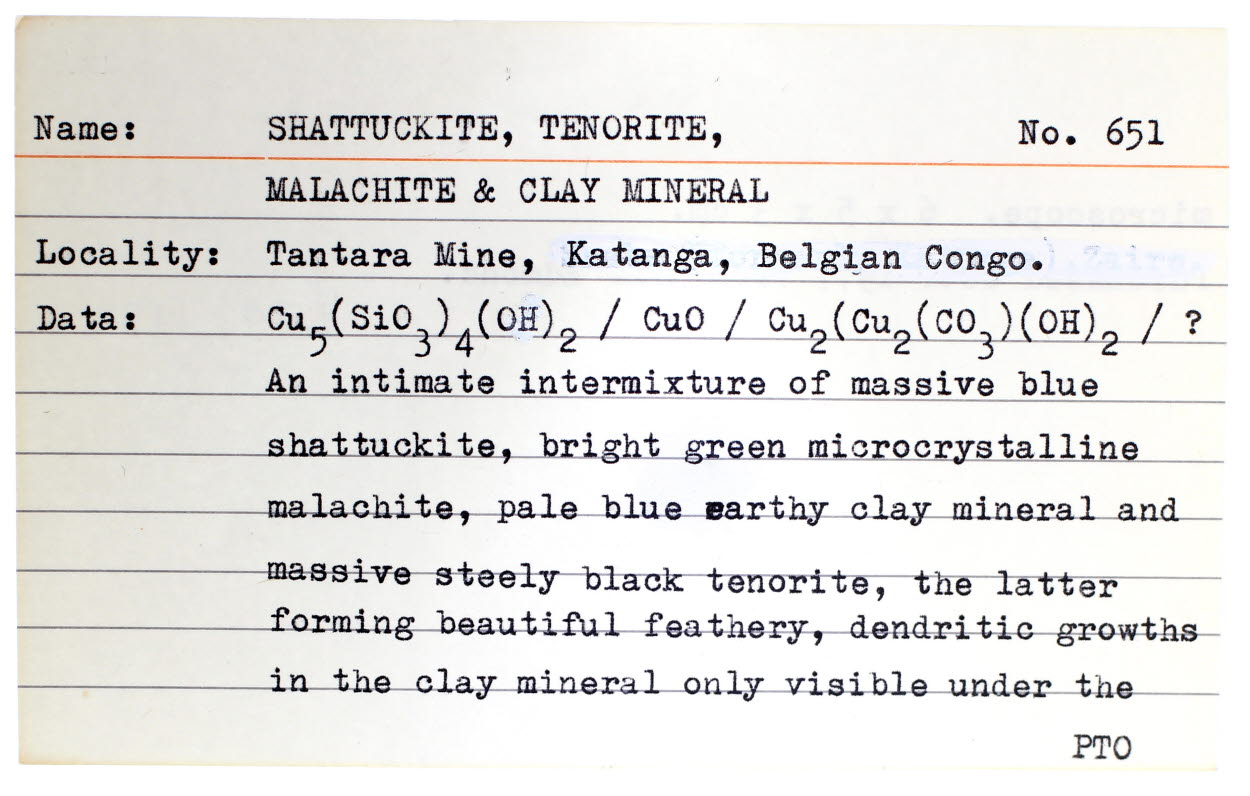 Name: SHATTUCKITE, TENORITE, No. 651
MALACHITE & CLAY MINERAL
Locality: Tantara Mine, Katanga, Belgian Congo.
Data: Cu5(SiO3)4(OH)2 / CuO / Cu2(Cu2(CO3)(OH)2 / ?
An intimate intermixture of massive blue
shattuckite, bright green microcrystalline
malachite, pale blue earthy clay mineral and
massive steely black tenorite, the latter
forming beautiful feathery, dendritic growths
in the clay mineral only visible under the
PTO